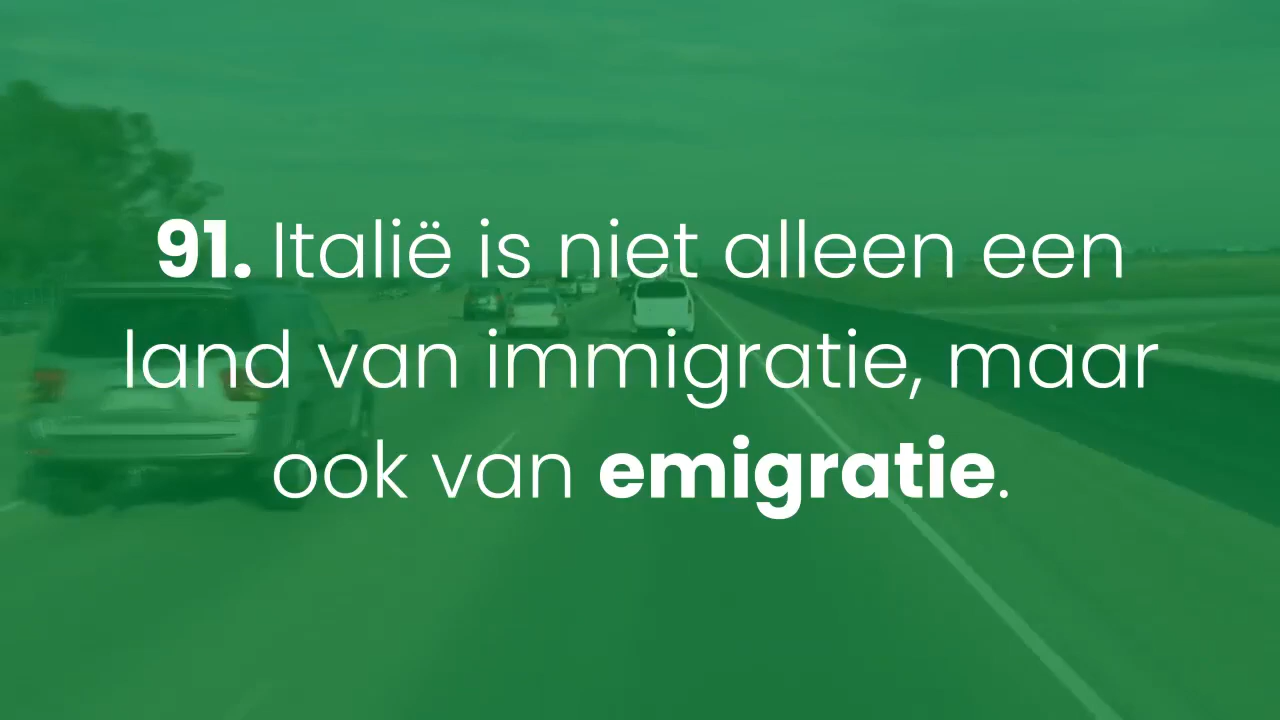 91. Italië is niet alleen een
land van immigratie, maar
ook van emigratie.